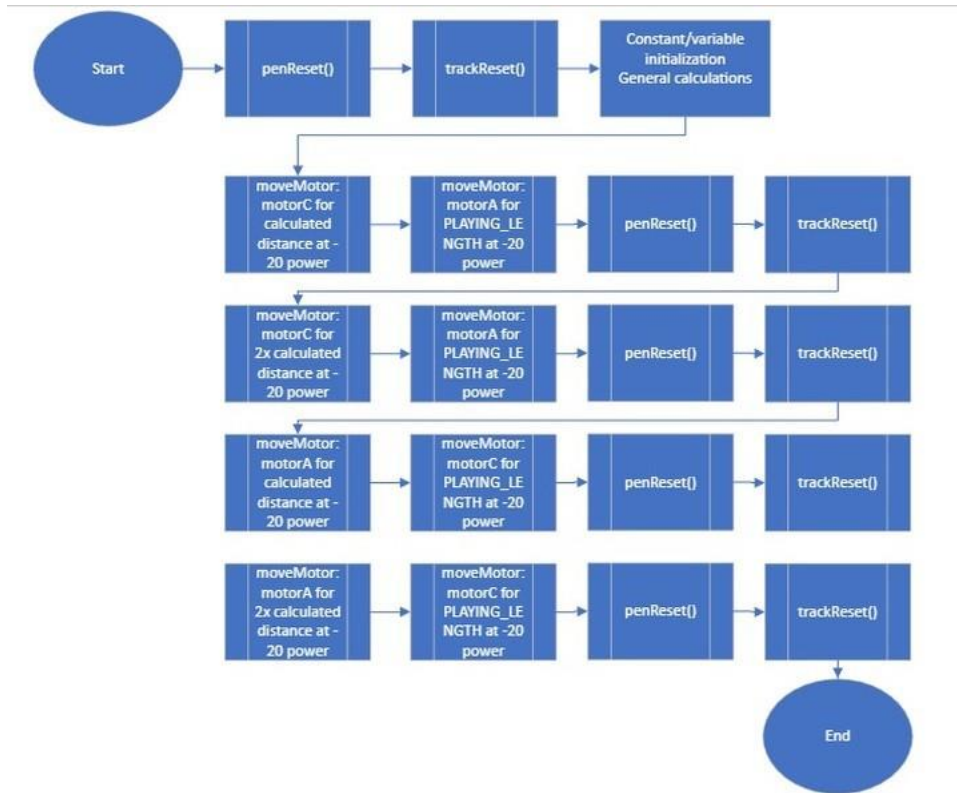 Start
penReset()
trackReset()
Constant/variable
initialization
General calculations
moveMotor:
motorC for
calculated
distance at -
20 power
moveMotor:
motorA for
PLAYING_LE
NGTH at -20
power
penReset()
trackReset()
moveMotor:
motorC for
2x calculated
distance at -
20 power
moveMotor:
motorA for
PLAYING_LE
NGTH at -20
power
penReset()
trackReset()
moveMotor:
motorA for
calculated
distance at -
20 power
moveMotor:
motorC for
PLAYING_LE
NGTH at -20
power
penReset()
trackReset()
moveMotor:
motorA for
2x calculated
distance at -
20 power
moveMotor:
motorC for
PLAYING_LE
NGTH at -20
power
penReset()
trackReset()
End